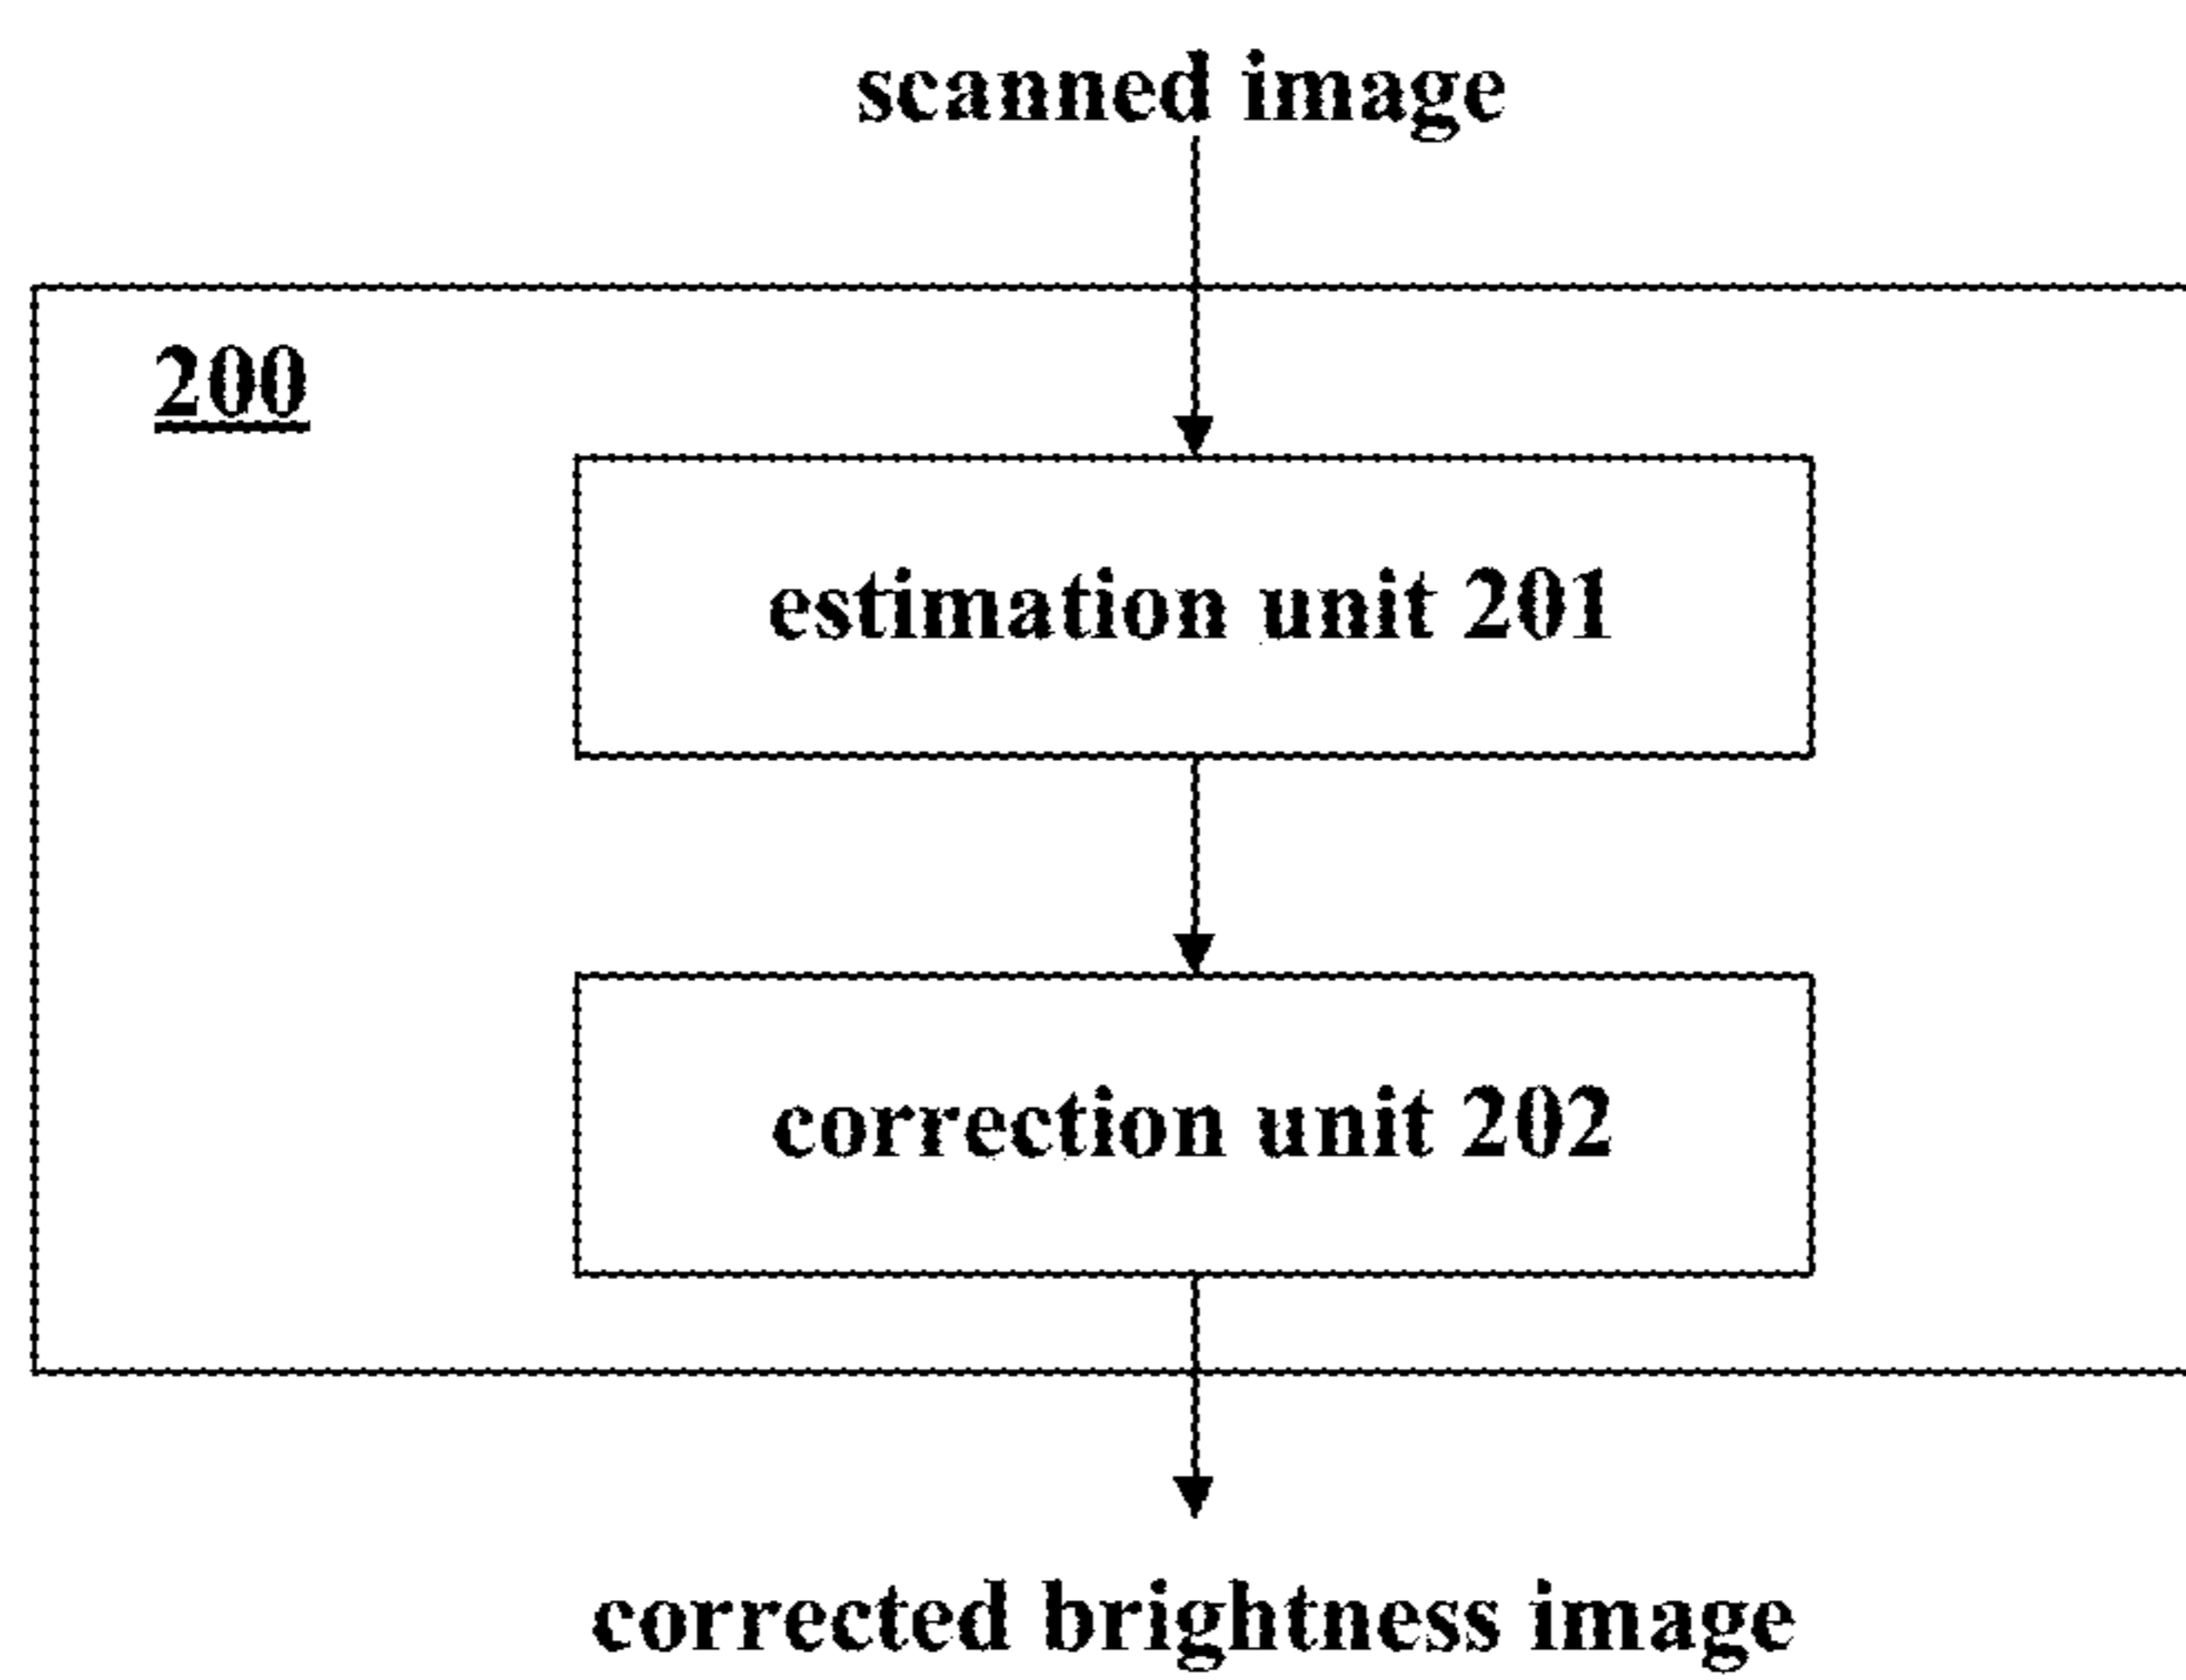 scanned image
200
estimation unit 201
correction unit 202
corrected brightness image